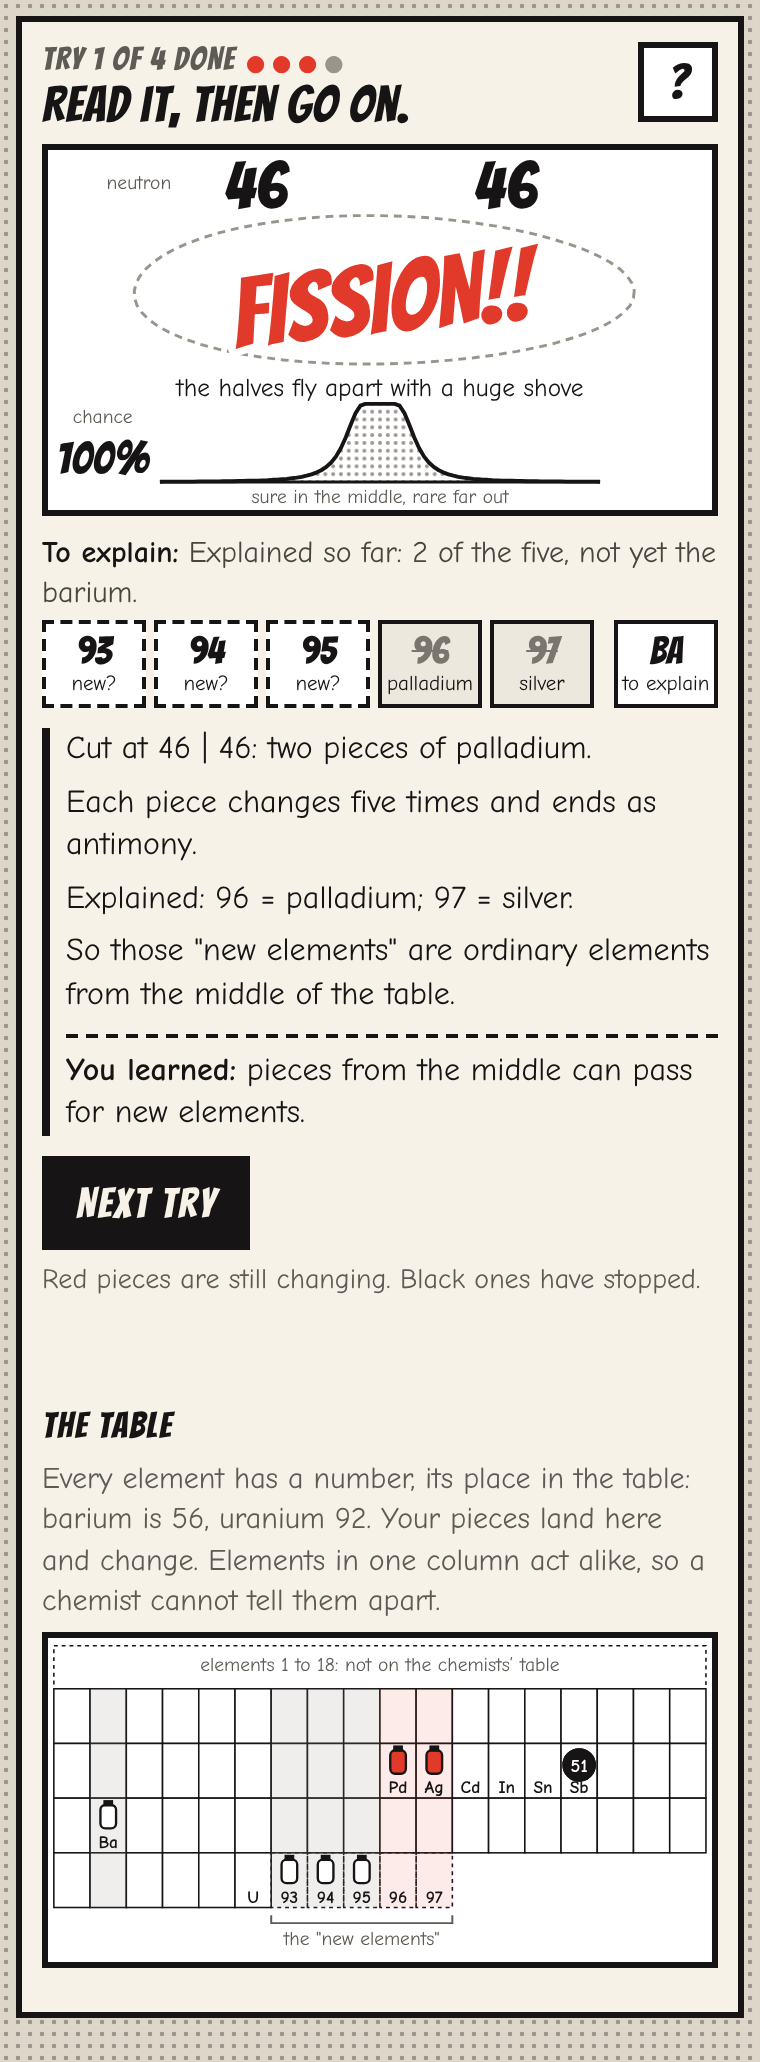 TRY 1 OF 4 DONE
READ IT, THEN GO ON.
?
neutron 46 46
FISSION!!
the halves fly apart with a huge shove
chance
100%
sure in the middle, rare far out
To explain: Explained so far: 2 of the five, not yet the
barium.
93 94 95 96 97 BA
new? new? new? palladium silver to explain
Cut at 46 | 46: two pieces of palladium.
Each piece changes five times and ends as
antimony.
Explained: 96 = palladium; 97 = silver.
So those "new elements" are ordinary elements
from the middle of the table.
You learned: pieces from the middle can pass
for new elements.
NEXT TRY
Red pieces are still changing. Black ones have stopped.
THE TABLE
Every element has a number, its place in the table:
barium is 56, uranium 92. Your pieces land here
and change. Elements in one column act alike, so a
chemist cannot tell them apart.
elements 1 to 18: not on the chemists' table
51
Pd Ag Cd In Sn Sb
Ba
U 93 94 95 96 97
the "new elements"